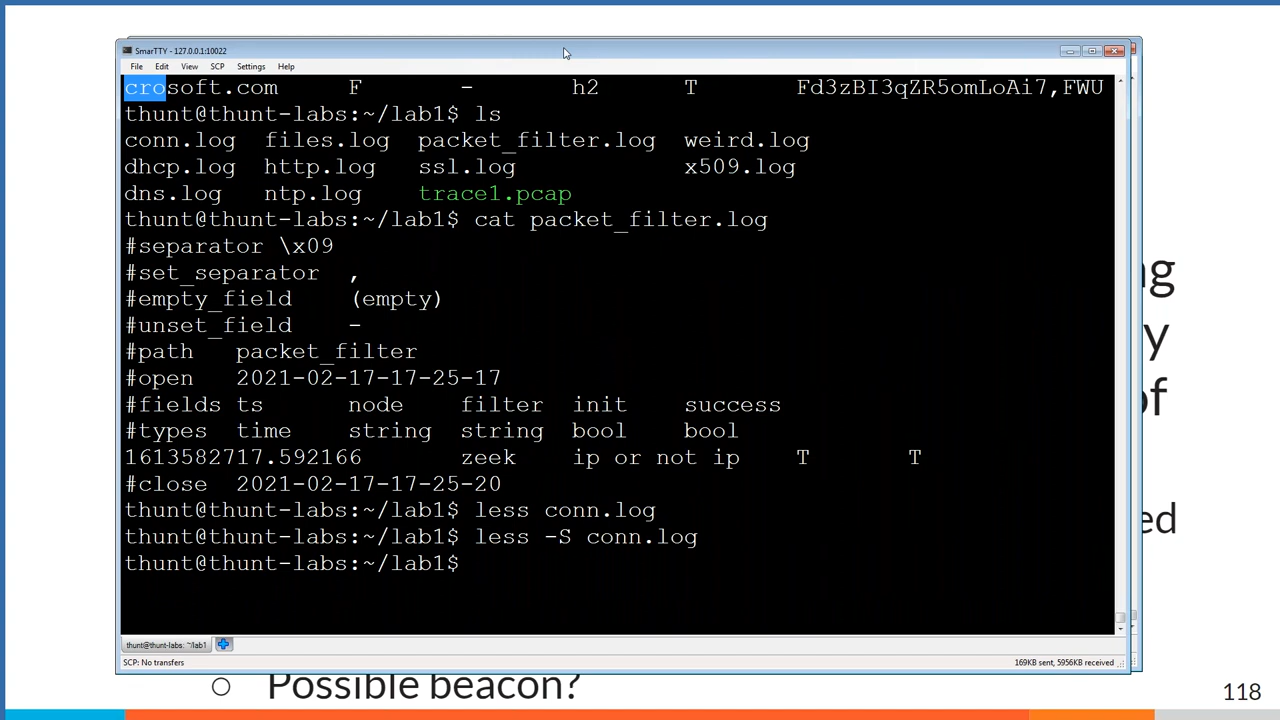 SmarTTY - 127.0.0.1:10022
File Edit View SCP Settings Help
crosoft.com F - h2 T Fd3zBI3qZR5omLoAi7,FWU
thunt@thunt-labs:~/lab1$ ls
conn.log files.log packet_filter.log weird.log
dhcp.log http.log ssl.log x509.log
dns.log ntp.log trace1.pcap
thunt@thunt-labs:~/lab1$ cat packet_filter.log
#separator \x09
#set_separator ,
#empty_field (empty)
#unset_field -
#path packet_filter
#open 2021-02-17-17-25-17
#fields ts node filter init success
#types time string string bool bool
1613582717.592166 zeek ip or not ip T T
#close 2021-02-17-17-25-20
thunt@thunt-labs:~/lab1$ less conn.log
thunt@thunt-labs:~/lab1$ less -S conn.log
thunt@thunt-labs:~/lab1$
thunt@thunt-labs: ~/lab1
SCP: No transfers 169KB sent, 5956KB received
ng
y
of
ed
○ Possible beacon?
118